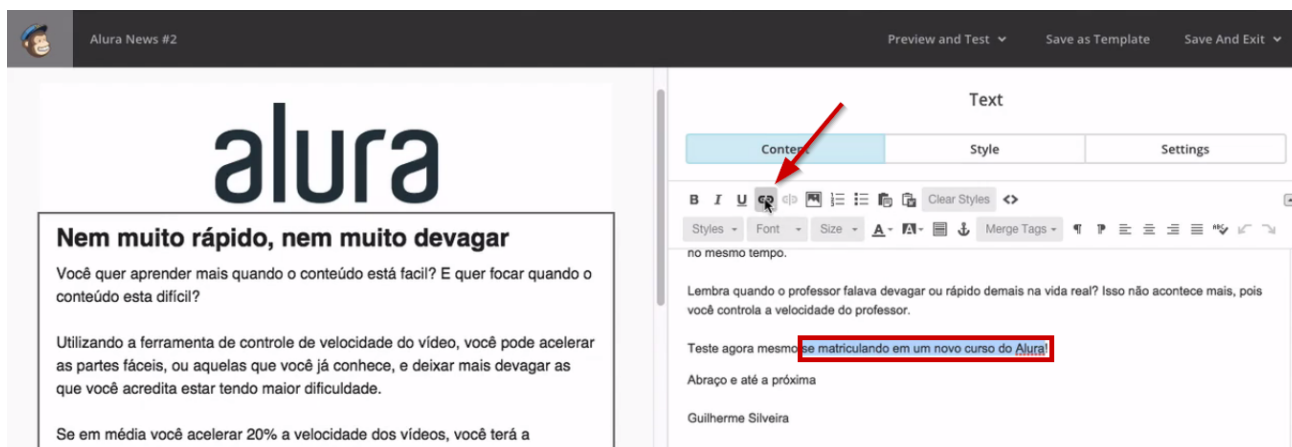 Alura News #2
Preview and Test
Save as Template
Save And Exit
alura
Nem muito rápido, nem muito devagar
Você quer aprender mais quando o conteúdo está facil? E quer focar quando o
conteúdo esta difícil?
Utilizando a ferramenta de controle de velocidade do vídeo, você pode acelerar
as partes fáceis, ou aquelas que você já conhece, e deixar mais devagar as
que você acredita estar tendo maior dificuldade.
Se em média você acelerar 20% a velocidade dos vídeos, você terá a
Text
Content Style Settings
B I U Clear Styles <>
Styles Font Size A A Merge Tags
no mesmo tempo.
Lembra quando o professor falava devagar ou rápido demais na vida real? Isso não acontece mais, pois
você controla a velocidade do professor.
Teste agora mesmo se matriculando em um novo curso do Alura!
Abraço e até a próxima
Guilherme Silveira